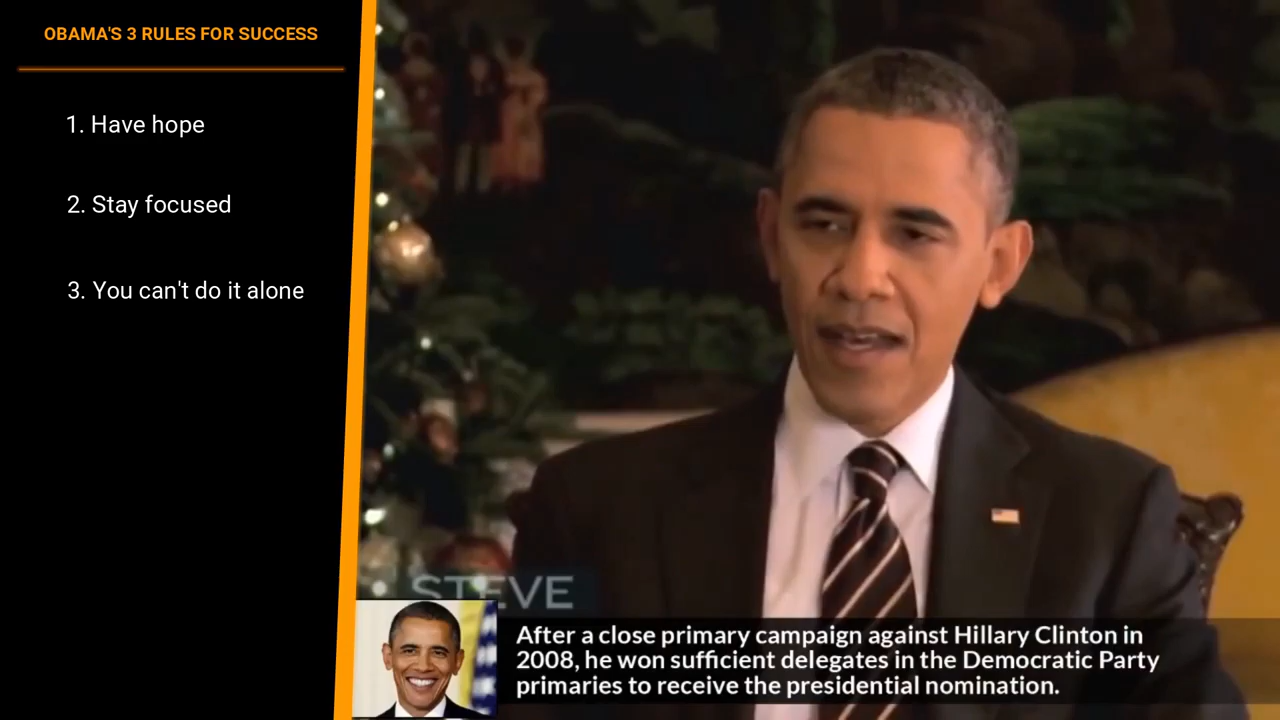 OBAMA'S 3 RULES FOR SUCCESS
1. Have hope
2. Stay focused
3. You can't do it alone
STEVE
After a close primary campaign against Hillary Clinton in
2008, he won sufficient delegates in the Democratic Party
primaries to receive the presidential nomination.